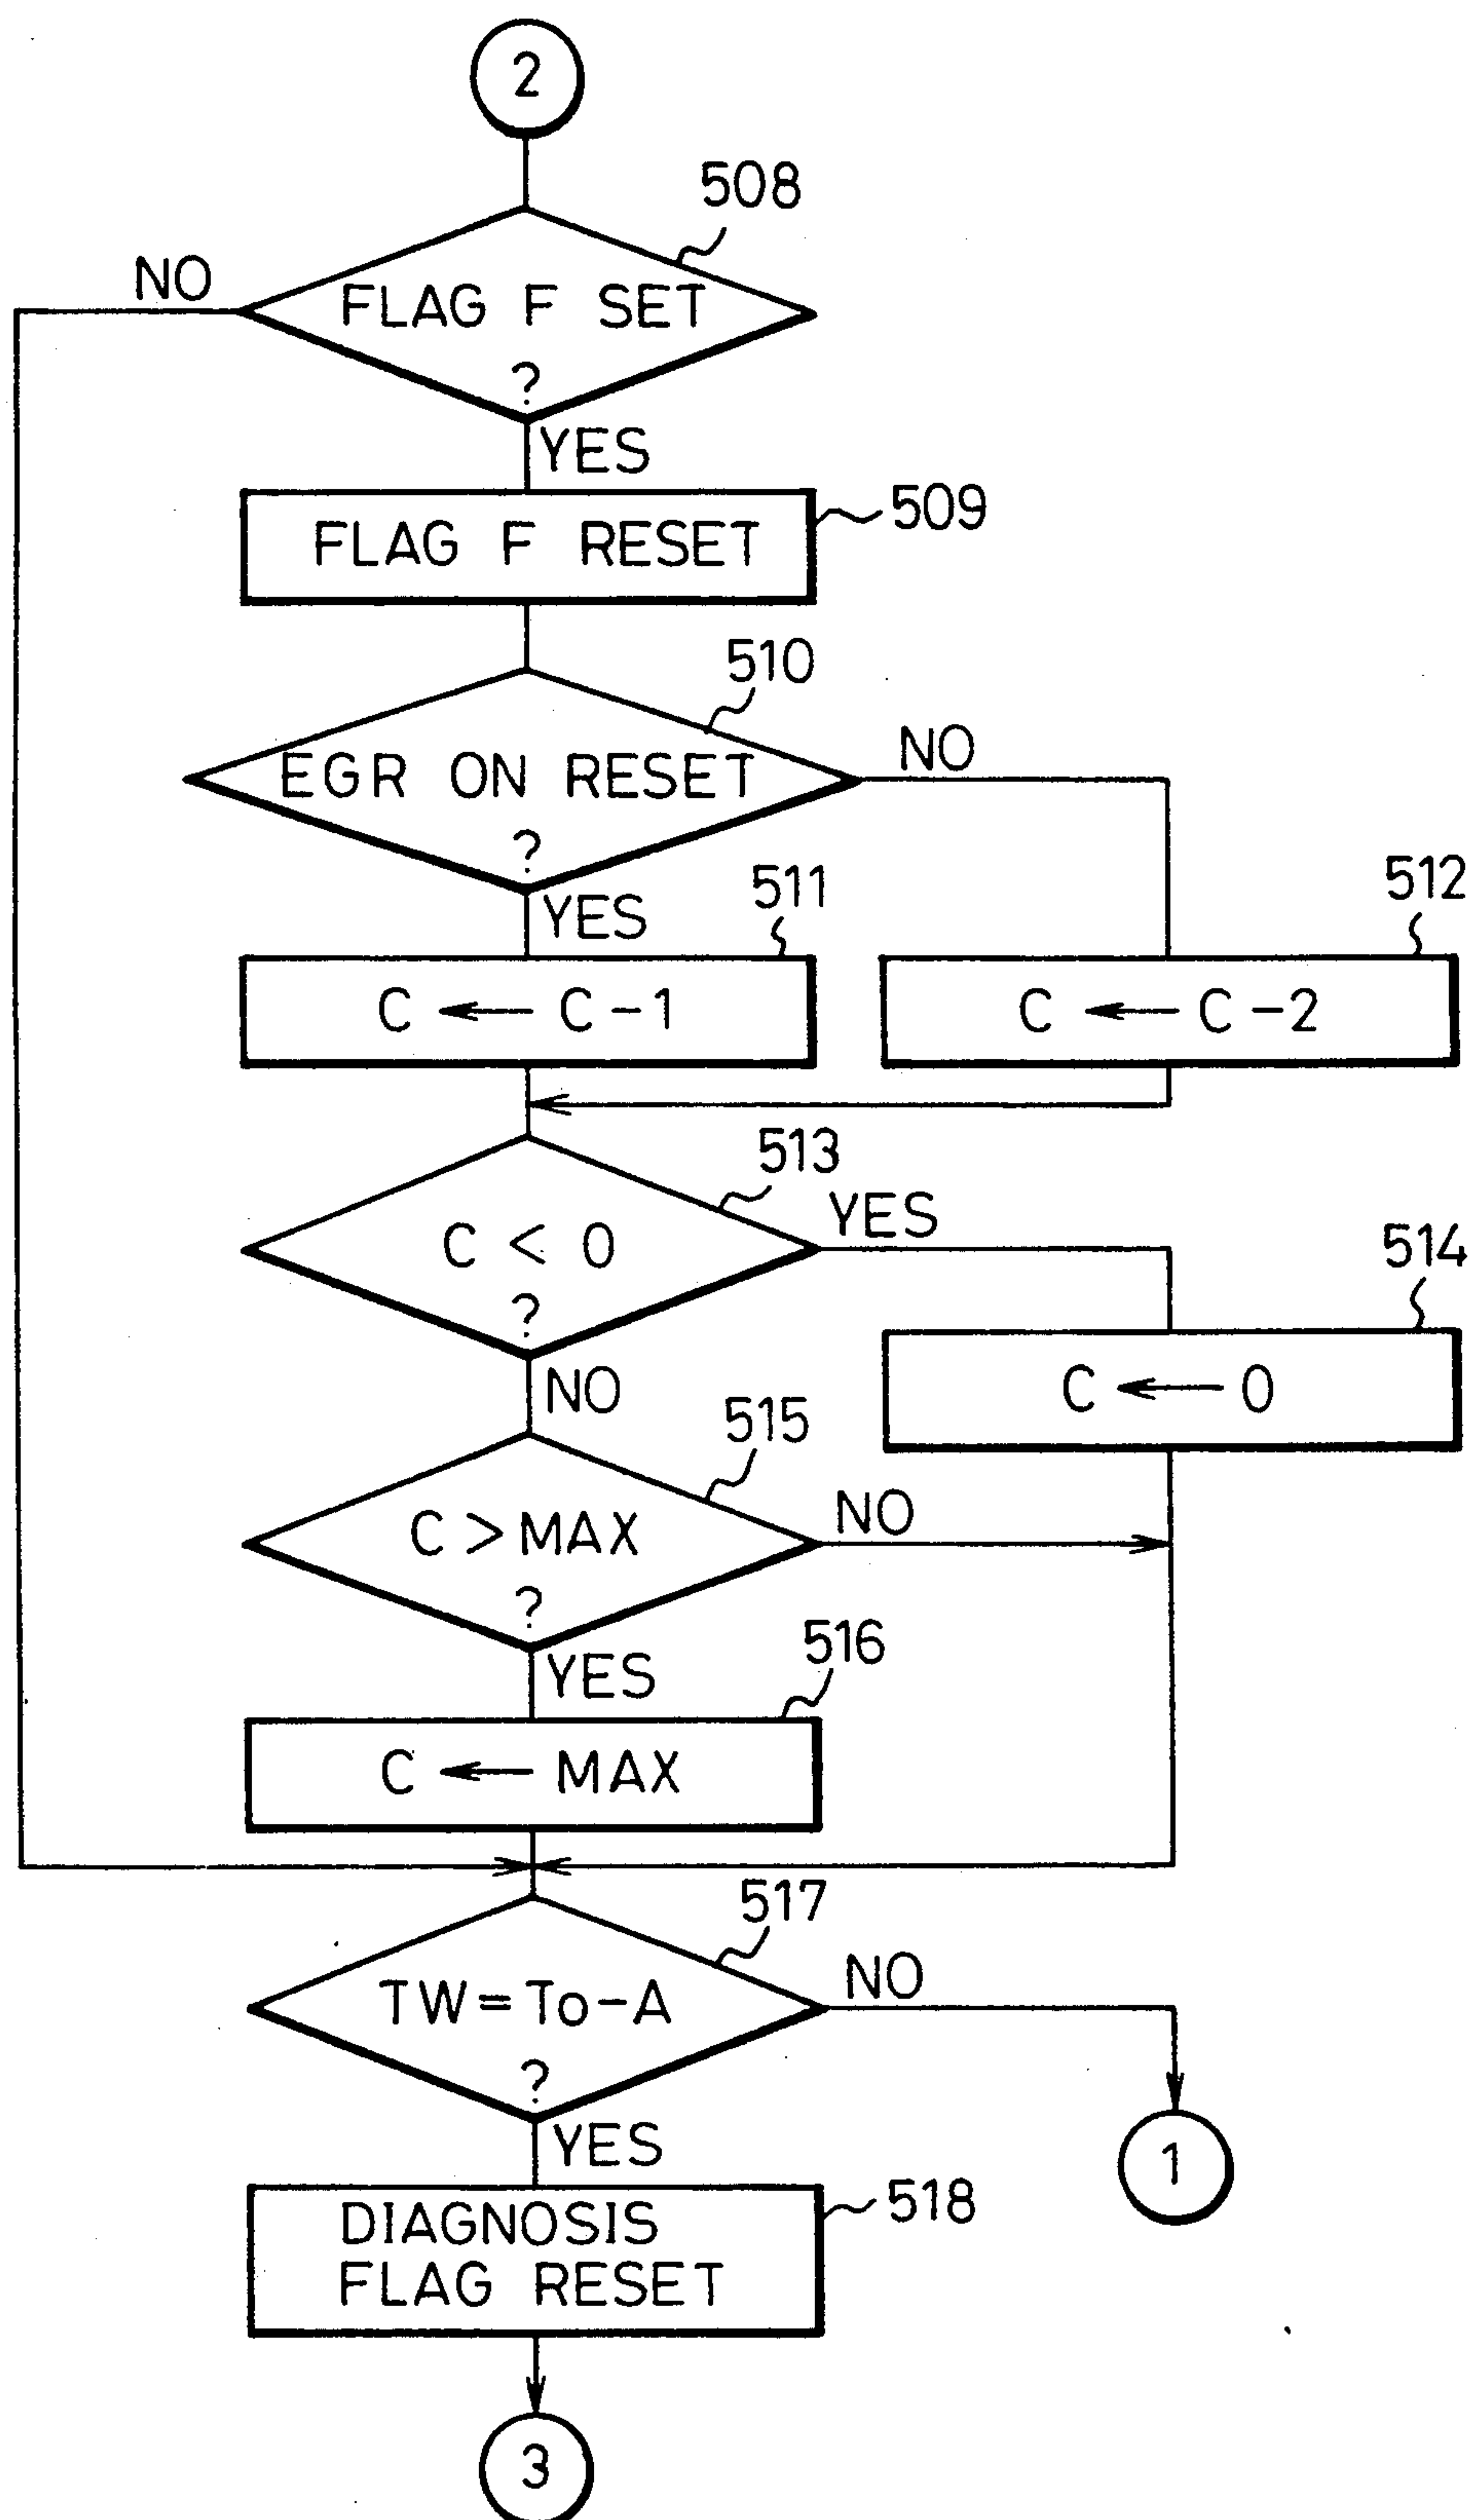 2
508
NO
FLAG F SET
?
YES
509
FLAG F RESET
510
NO
EGR ON RESET
?
YES
511
512
C ← C-1
C ← C-2
513
YES
C < 0
?
514
NO
C ← 0
515
NO
C > MAX
?
516
YES
C ← MAX
517
NO
TW=To-A
?
YES
1
518
DIAGNOSIS
FLAG RESET
3